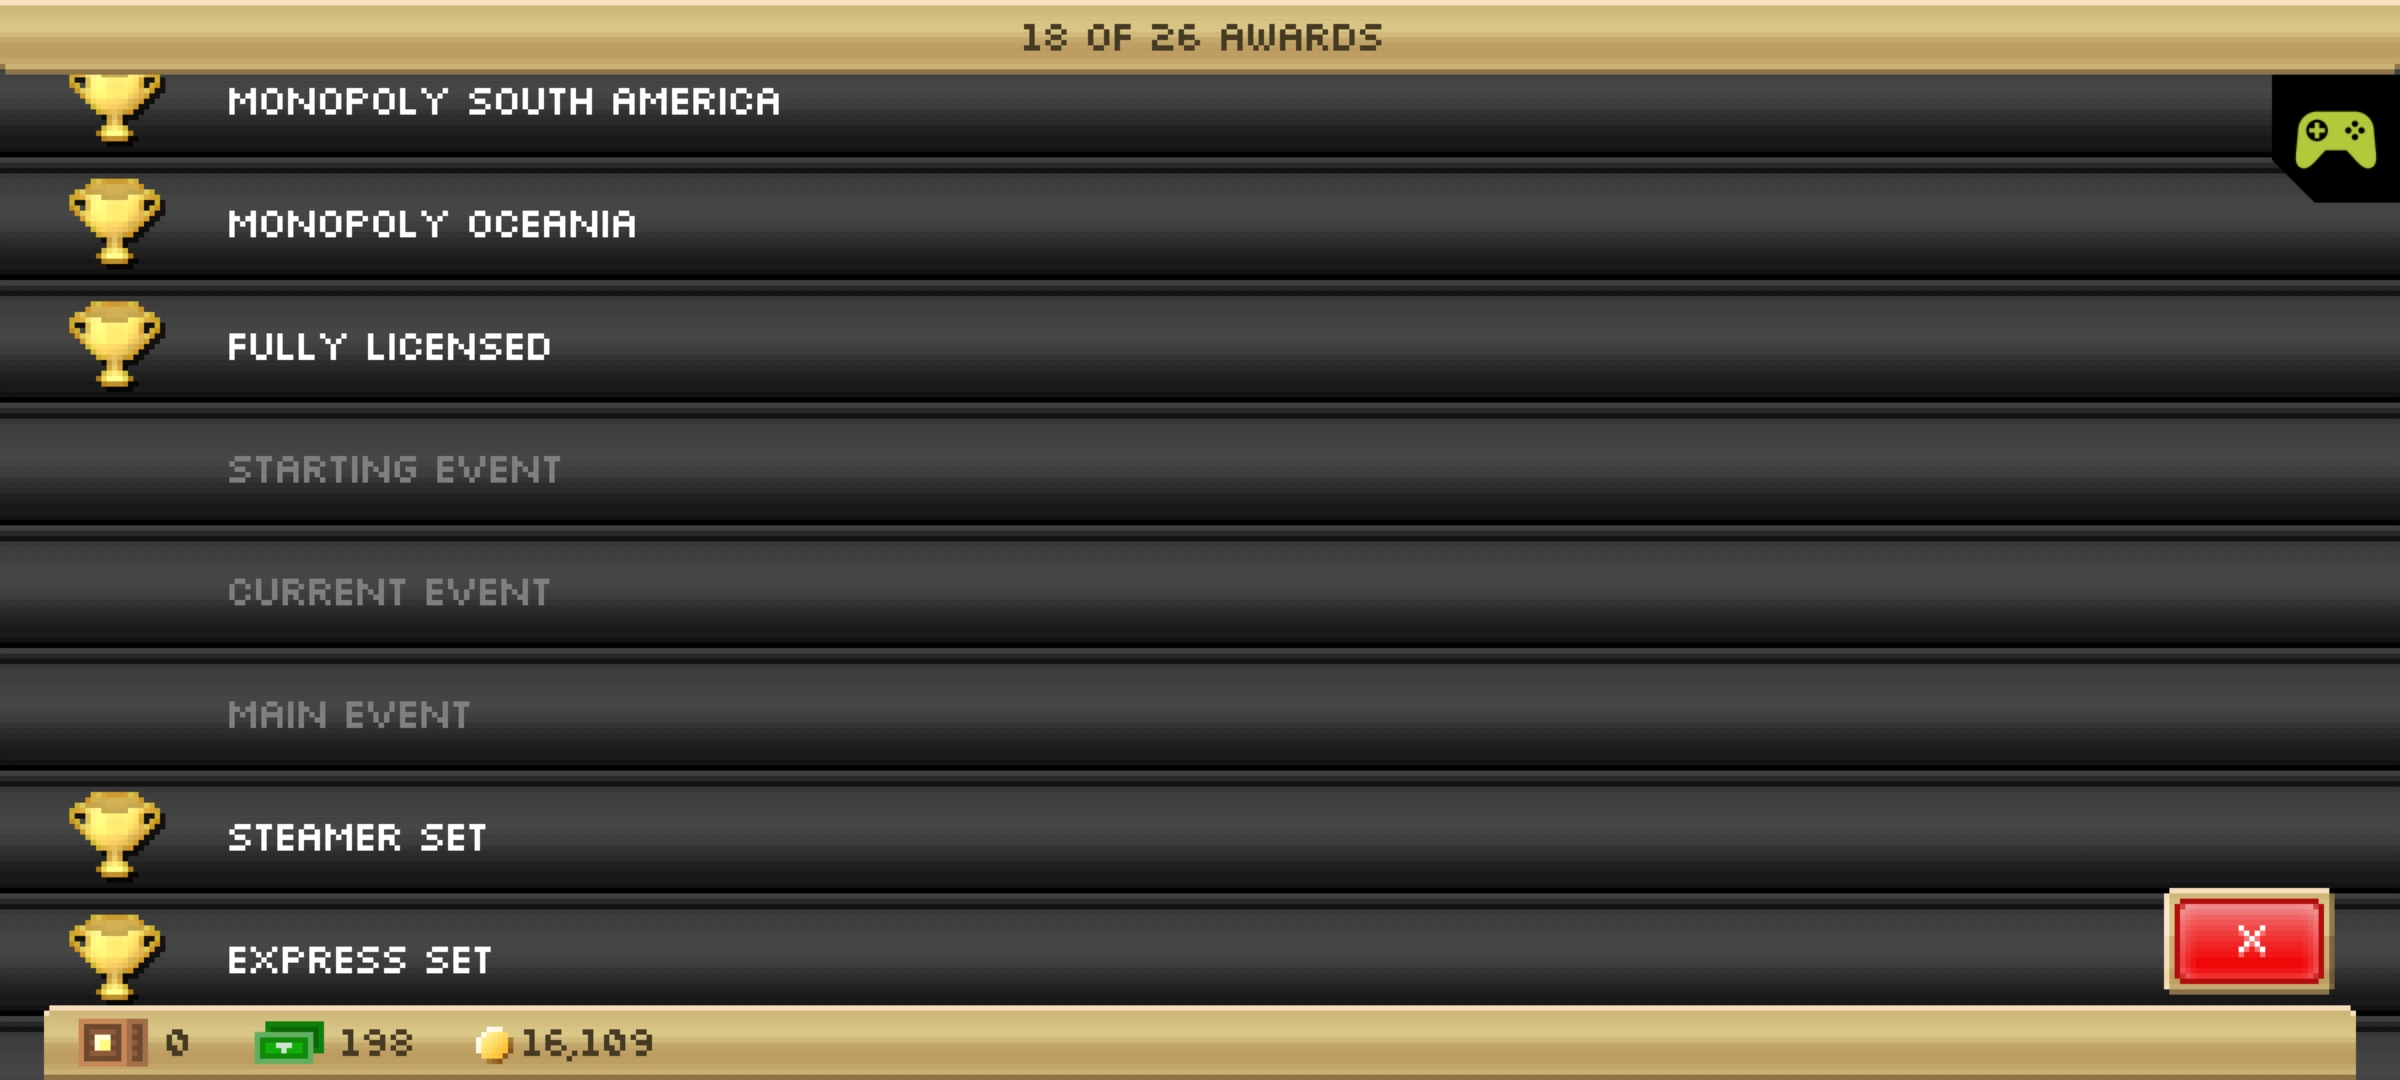 18 OF 26 AWARDS
MONOPOLY SOUTH AMERICA
MONOPOLY OCEANIA
FULLY LICENSED
STARTING EVENT
CURRENT EVENT
MAIN EVENT
STEAMER SET
EXPRESS SET
X
0 198 16,109